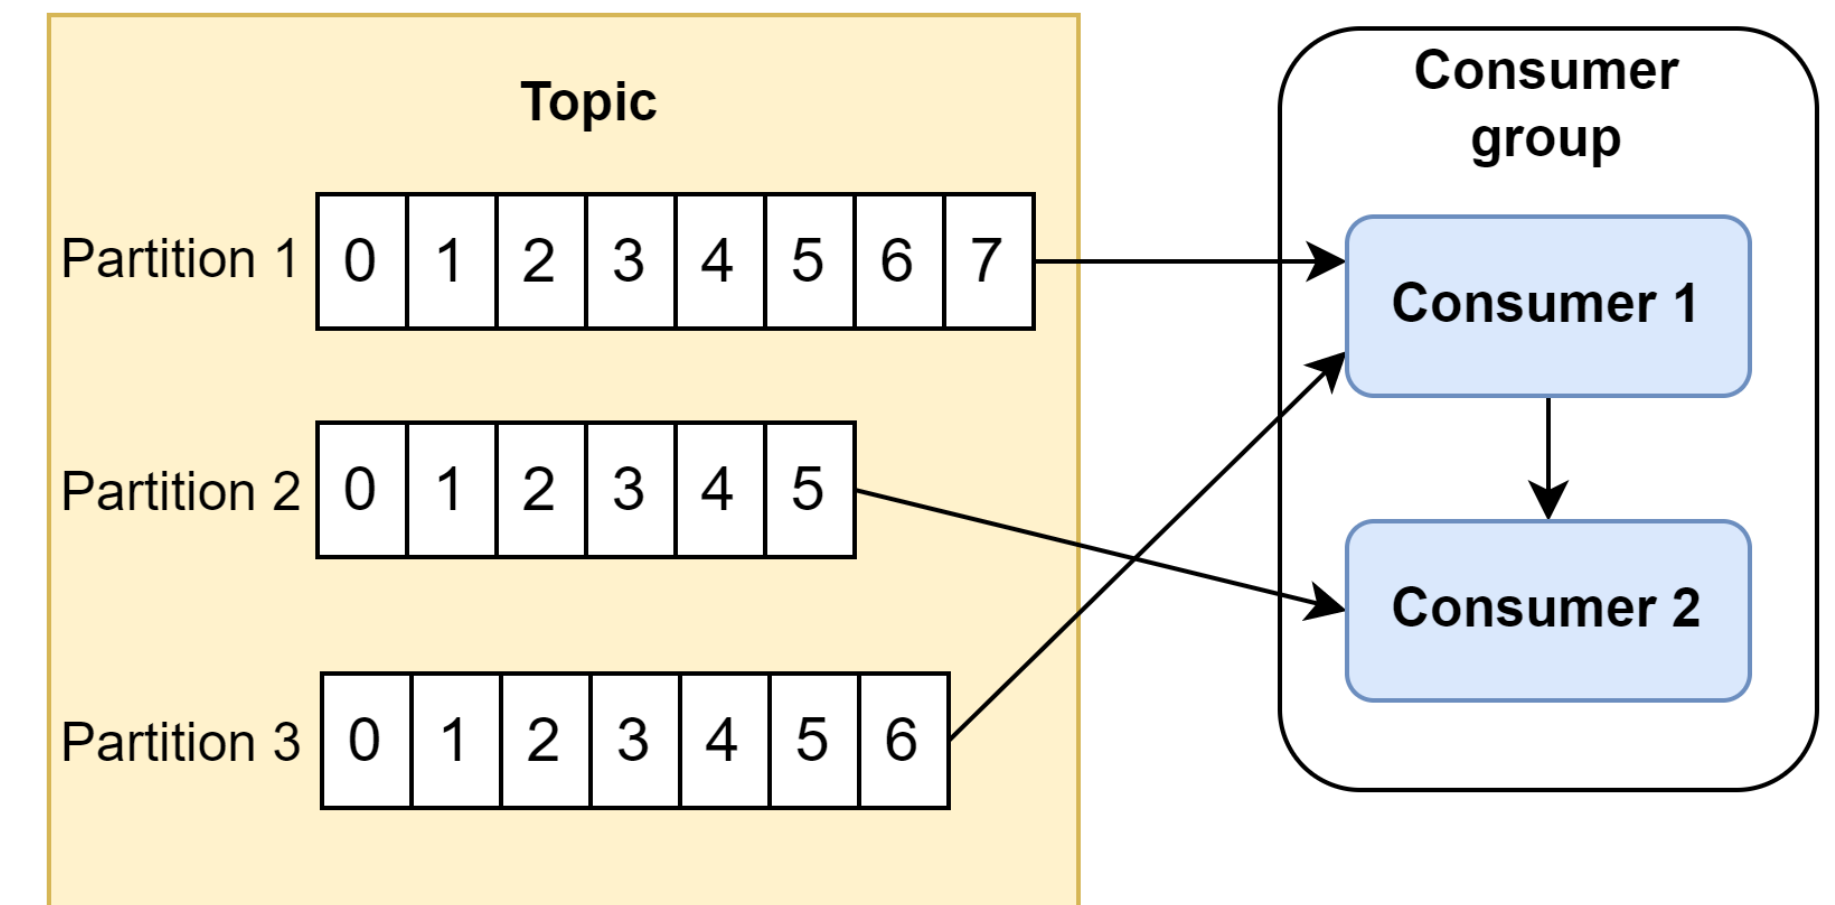 Topic
Partition 1 0 1 2 3 4 5 6 7
Partition 2 0 1 2 3 4 5
Partition 3 0 1 2 3 4 5 6
Consumer
group
Consumer 1
Consumer 2